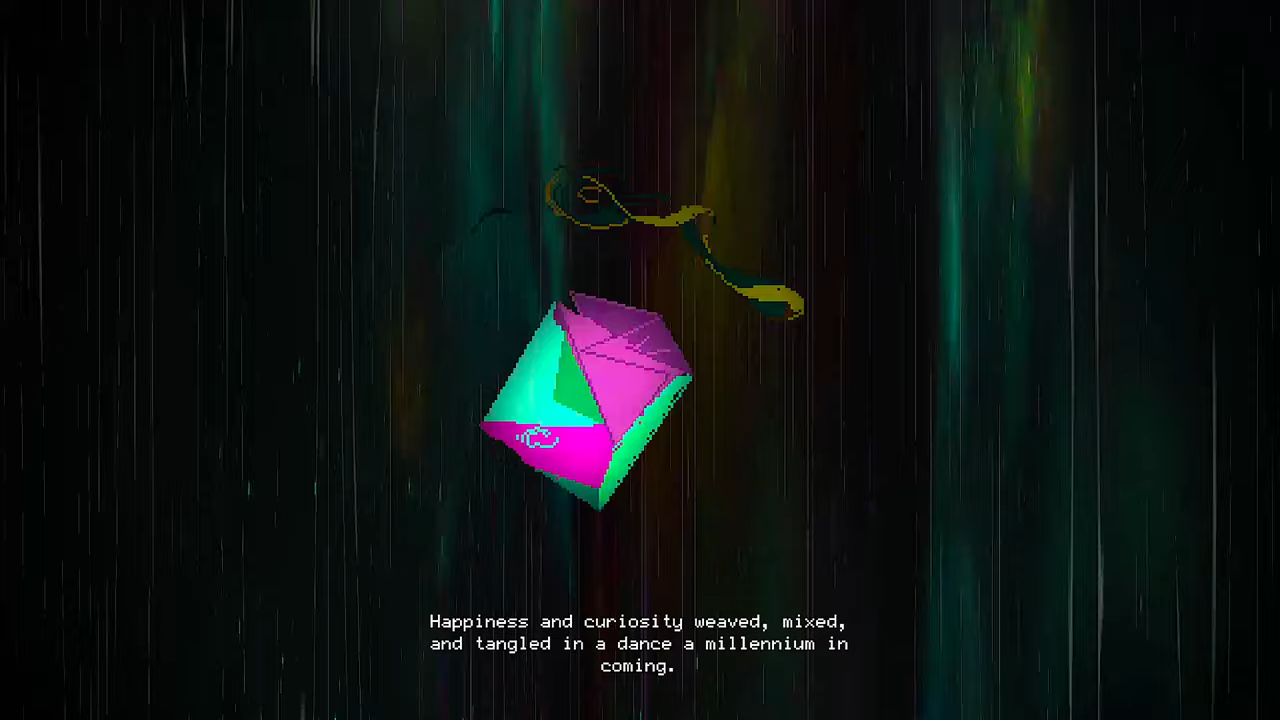 Happiness and curiosity weaved, mixed,
and tangled in a dance a millennium in
coming.